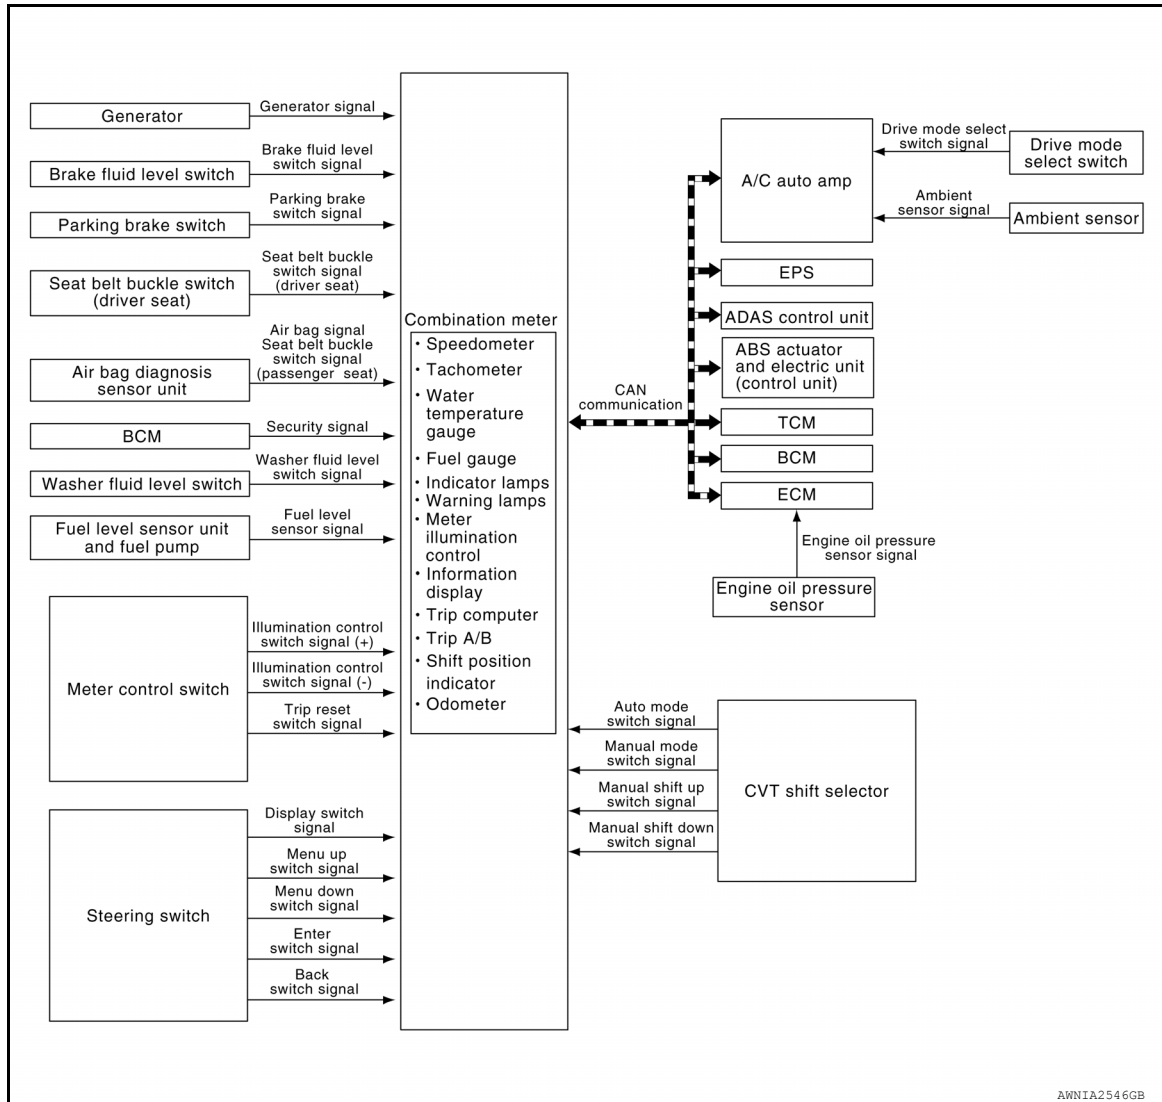 Generator
Generator signal
Brake fluid level switch
Brake fluid level
switch signal
Parking brake switch
Parking brake
switch signal
Seat belt buckle switch
(driver seat)
Seat belt buckle
switch signal
(driver seat)
Air bag diagnosis
sensor unit
Air bag signal
Seat belt buckle
switch signal
(passenger seat)
BCM
Security signal
Washer fluid level switch
Washer fluid level
switch signal
Fuel level sensor unit
and fuel pump
Fuel level
sensor signal
Meter control switch
Illumination control
switch signal (+)
Illumination control
switch signal (-)
Trip reset
switch signal
Steering switch
Display switch
signal
Menu up
switch signal
Menu down
switch signal
Enter
switch signal
Back
switch signal
Combination meter
· Speedometer
· Tachometer
· Water
temperature
gauge
· Fuel gauge
· Indicator lamps
· Warning lamps
· Meter
illumination
control
· Information
display
· Trip computer
· Trip A/B
· Shift position
indicator
· Odometer
CAN
communication
A/C auto amp
Drive mode select
switch signal
Drive mode
select switch
Ambient
sensor signal
Ambient sensor
EPS
ADAS control unit
ABS actuator
and electric unit
(control unit)
TCM
BCM
ECM
Engine oil pressure
sensor signal
Engine oil pressure
sensor
Auto mode
switch signal
Manual mode
switch signal
Manual shift up
switch signal
Manual shift down
switch signal
CVT shift selector
AWNIA2546GB